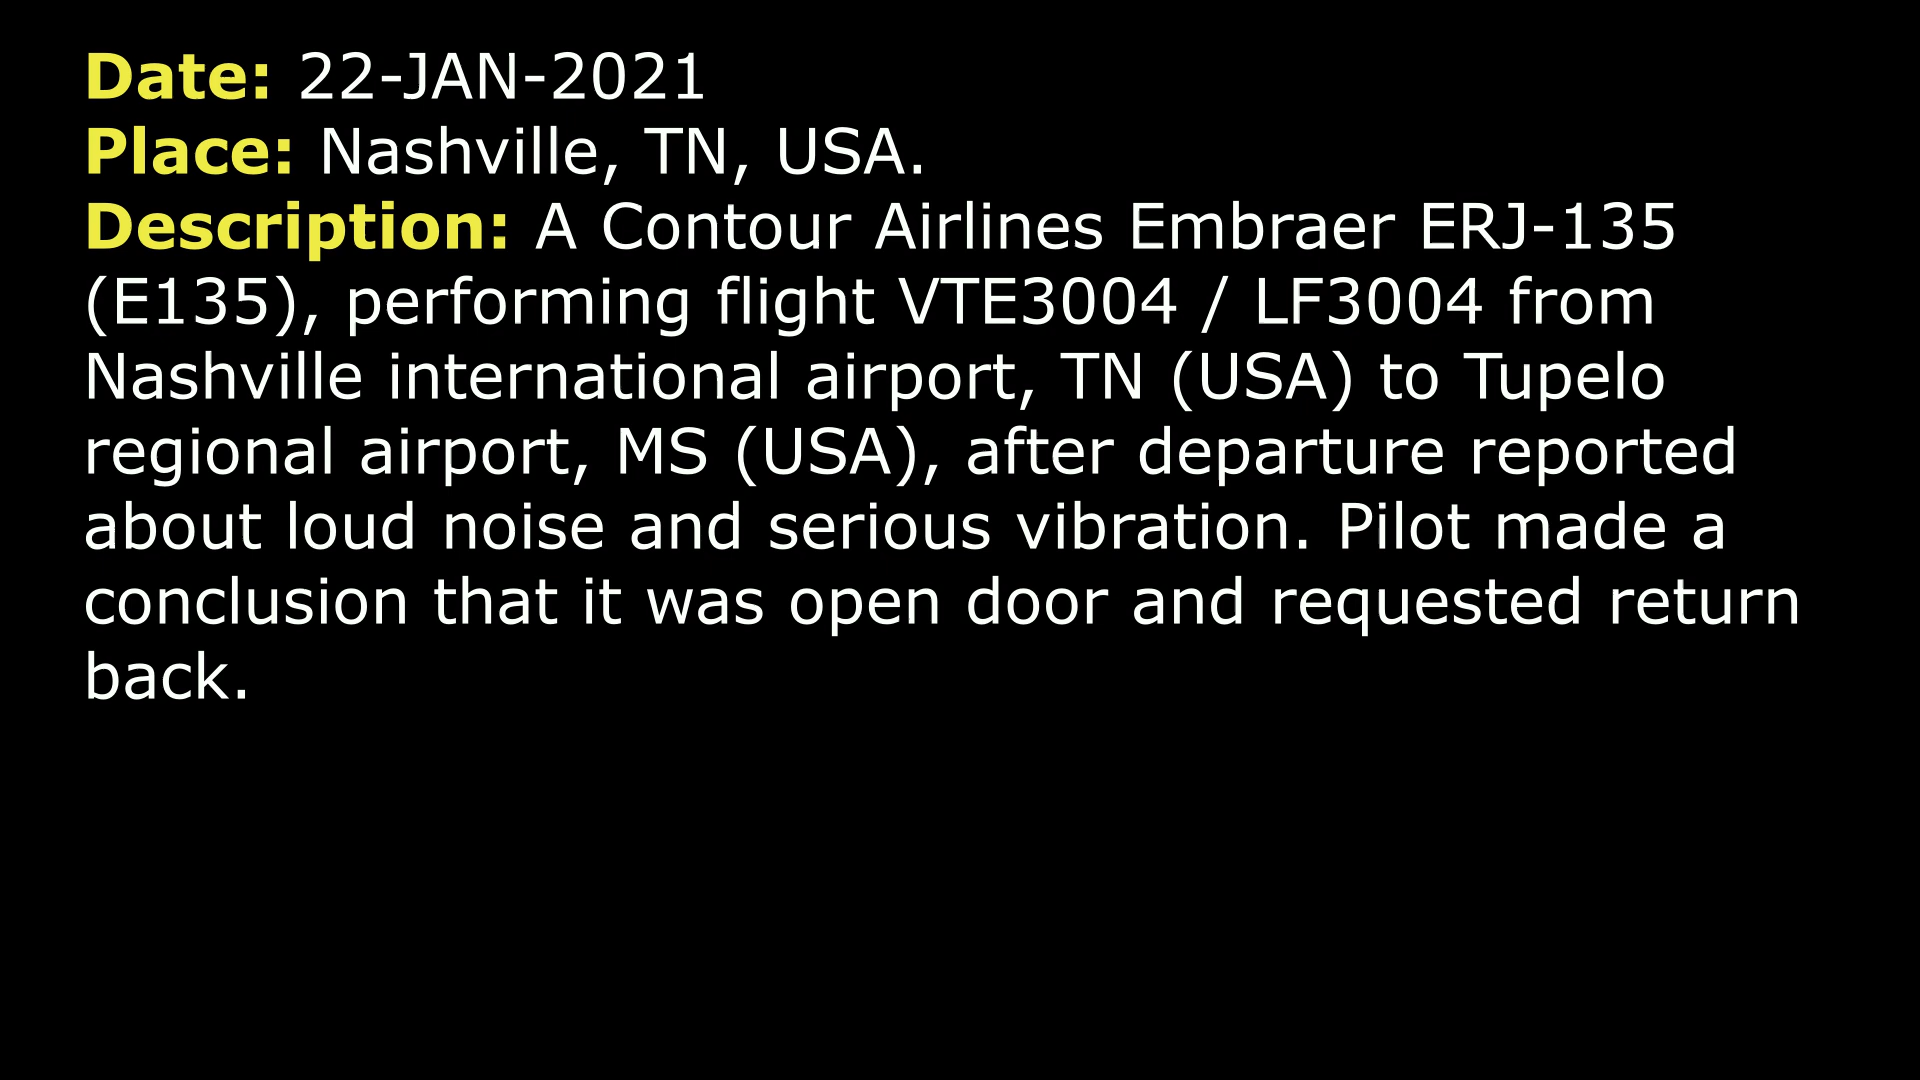 Date: 22-JAN-2021
Place: Nashville, TN, USA.
Description: A Contour Airlines Embraer ERJ-135
(E135), performing flight VTE3004 / LF3004 from
Nashville international airport, TN (USA) to Tupelo
regional airport, MS (USA), after departure reported
about loud noise and serious vibration. Pilot made a
conclusion that it was open door and requested return
back.